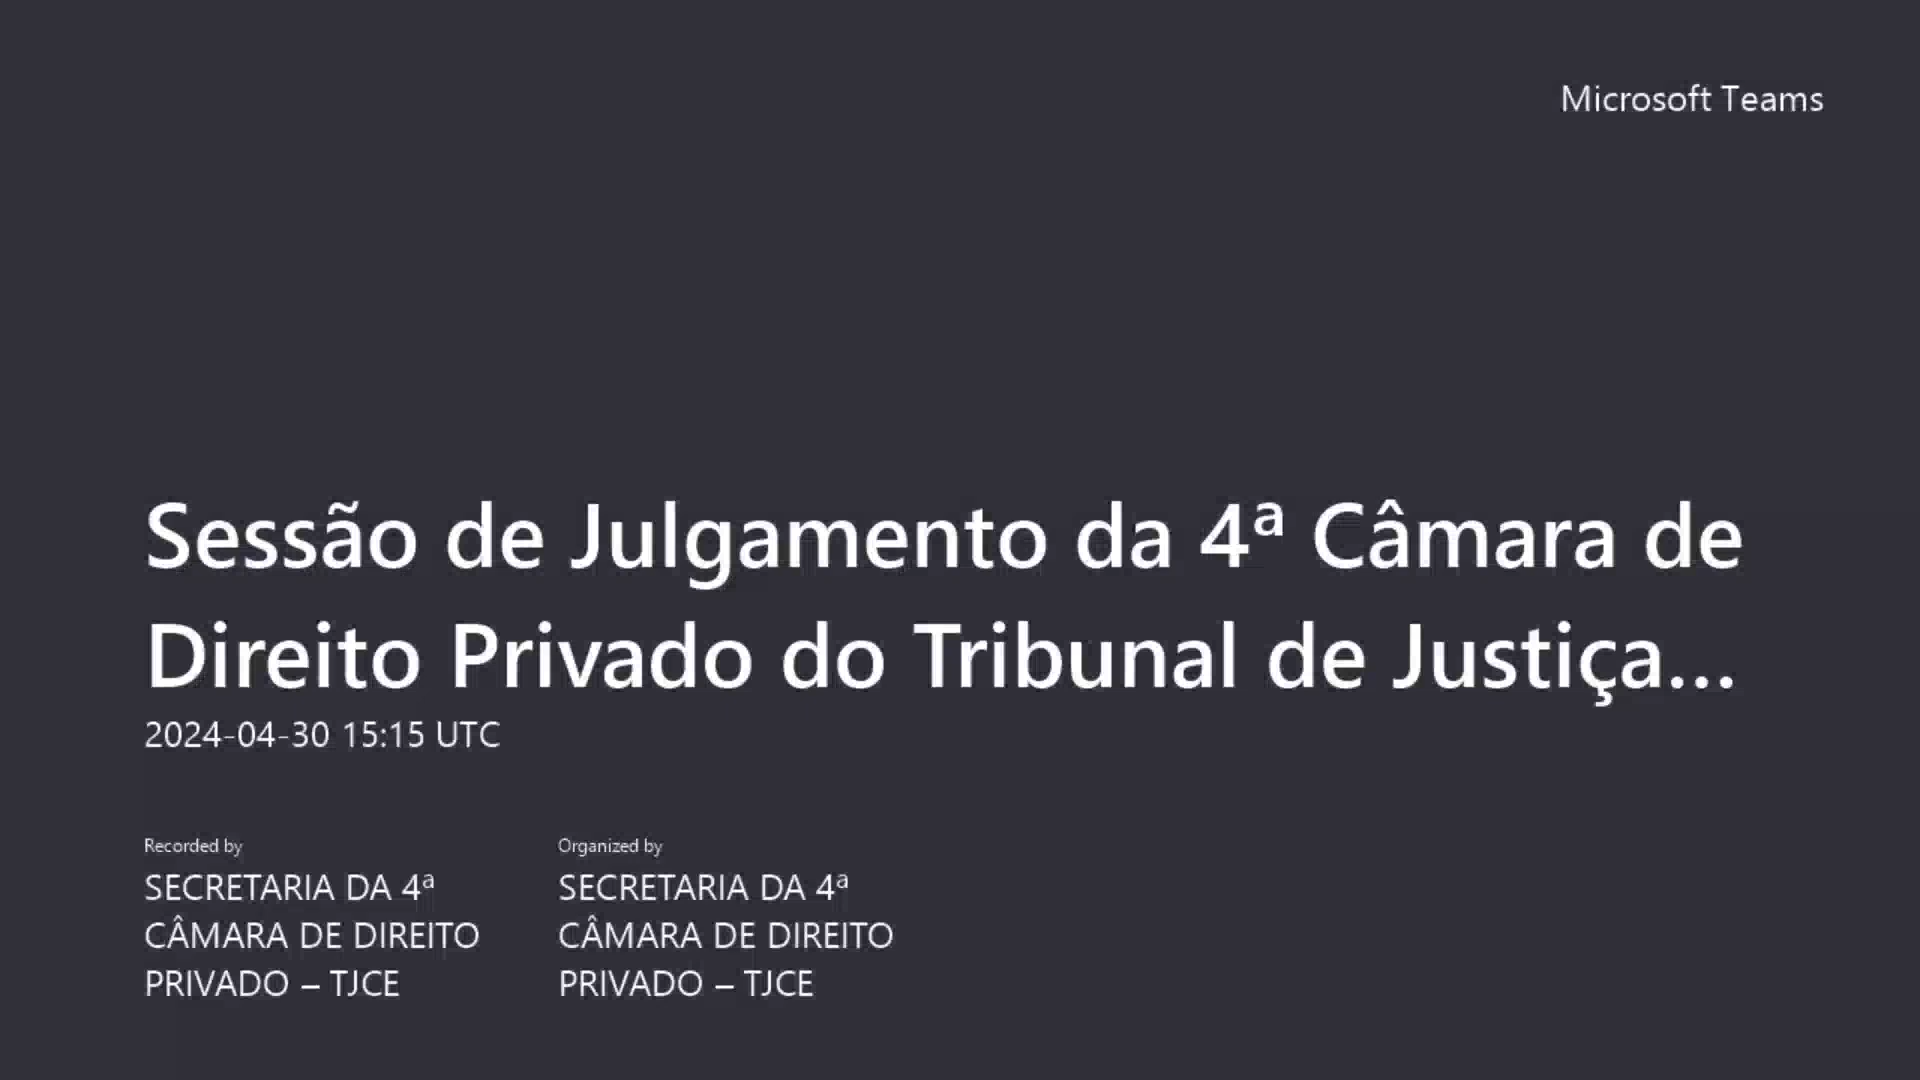 Microsoft Teams
Sessão de Julgamento da 4ª Câmara de
Direito Privado do Tribunal de Justiça...
2024-04-30 15:15 UTC
Recorded by
SECRETARIA DA 4ª
CÂMARA DE DIREITO
PRIVADO – TJCE
Organized by
SECRETARIA DA 4ª
CÂMARA DE DIREITO
PRIVADO – TJCE